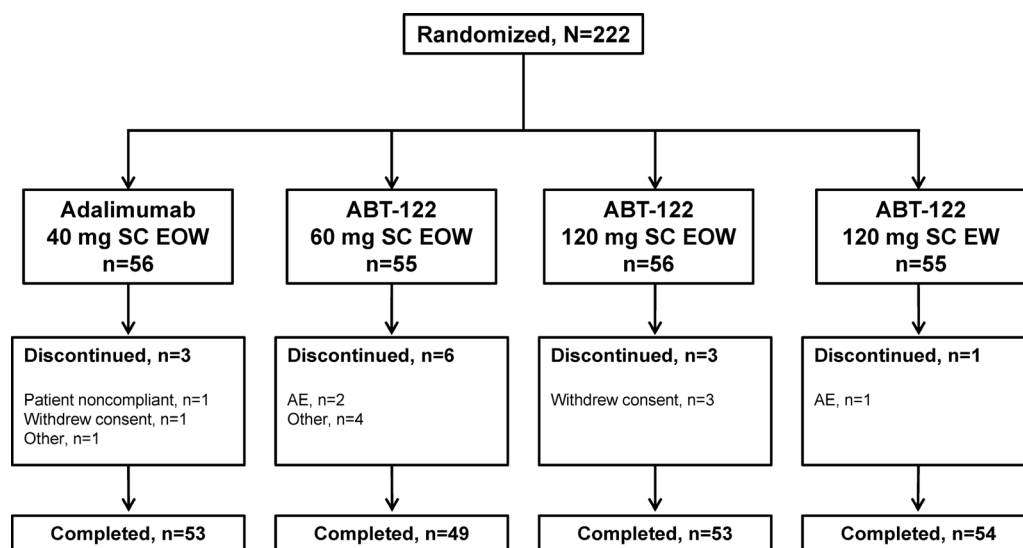 Randomized, N=222
Adalimumab
40 mg SC EOW
n=56
ABT-122
60 mg SC EOW
n=55
ABT-122
120 mg SC EOW
n=56
ABT-122
120 mg SC EW
n=55
Discontinued, n=3
Patient noncompliant, n=1
Withdrew consent, n=1
Other, n=1
Discontinued, n=6
AE, n=2
Other, n=4
Discontinued, n=3
Withdrew consent, n=3
Discontinued, n=1
AE, n=1
Completed, n=53
Completed, n=49
Completed, n=53
Completed, n=54